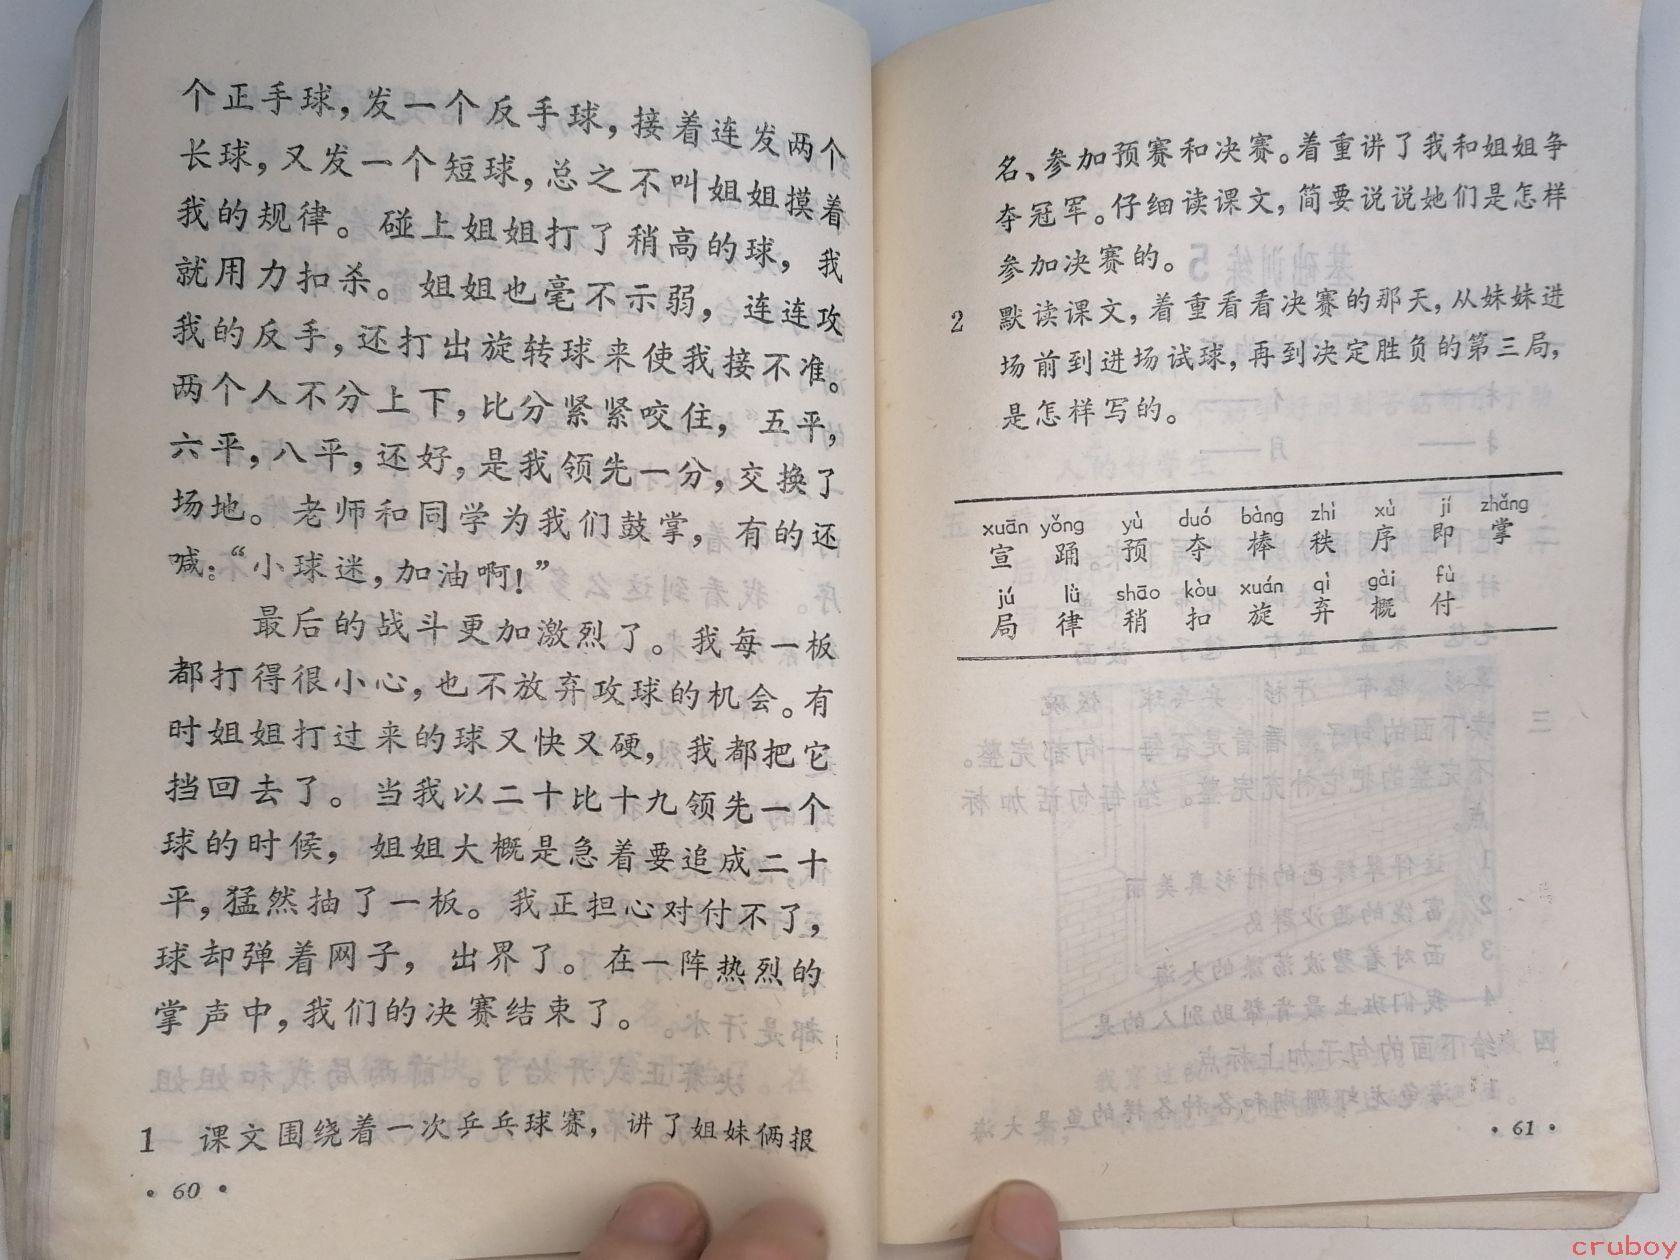 个正手球，发一个反手球，接着连发两个
长球，又发一个短球，总之不叫姐姐摸着
我的规律。碰上姐姐打了稍高的球，我
就用力扣杀。姐姐也毫不示弱，连连攻
我的反手，还打出旋转球来使我接不准。
两个人不分上下，比分紧紧咬住，五平，
六平，八平，还好，是我领先一分，交换了
场地。老师和同学为我们鼓掌，有的还
喊：“小球迷，加油啊！”
最后的战斗更加激烈了。我每一板
都打得很小心，也不放弃攻球的机会。有
时姐姐打过来的球又快又硬，我都把它
挡回去了。当我以二十比十九领先一个
球的时候，姐姐大概是急着要追成二十
平，猛然抽了一板。我正担心对付不了，
球却弹着网子，出界了。在一阵热烈的
掌声中，我们的决赛结束了。
1 课文围绕着一次乒乓球赛，讲了姐妹俩报
·60·
名、参加预赛和决赛。着重讲了我和姐姐争
夺冠军。仔细读课文，简要说说她们是怎样
参加决赛的。
2 默读课文，着重看看决赛的那天，从妹妹进
场前到进场试球，再到决定胜负的第三局，
是怎样写的。
xuān yǒng yù duó bàng zhì xù jí zhǎng
宣 踊 预 夺 棒 秩 序 即 掌
jú lǜ shāo kòu xuán qì gài fù
局 律 稍 扣 旋 弃 概 付
·61·
cruboy